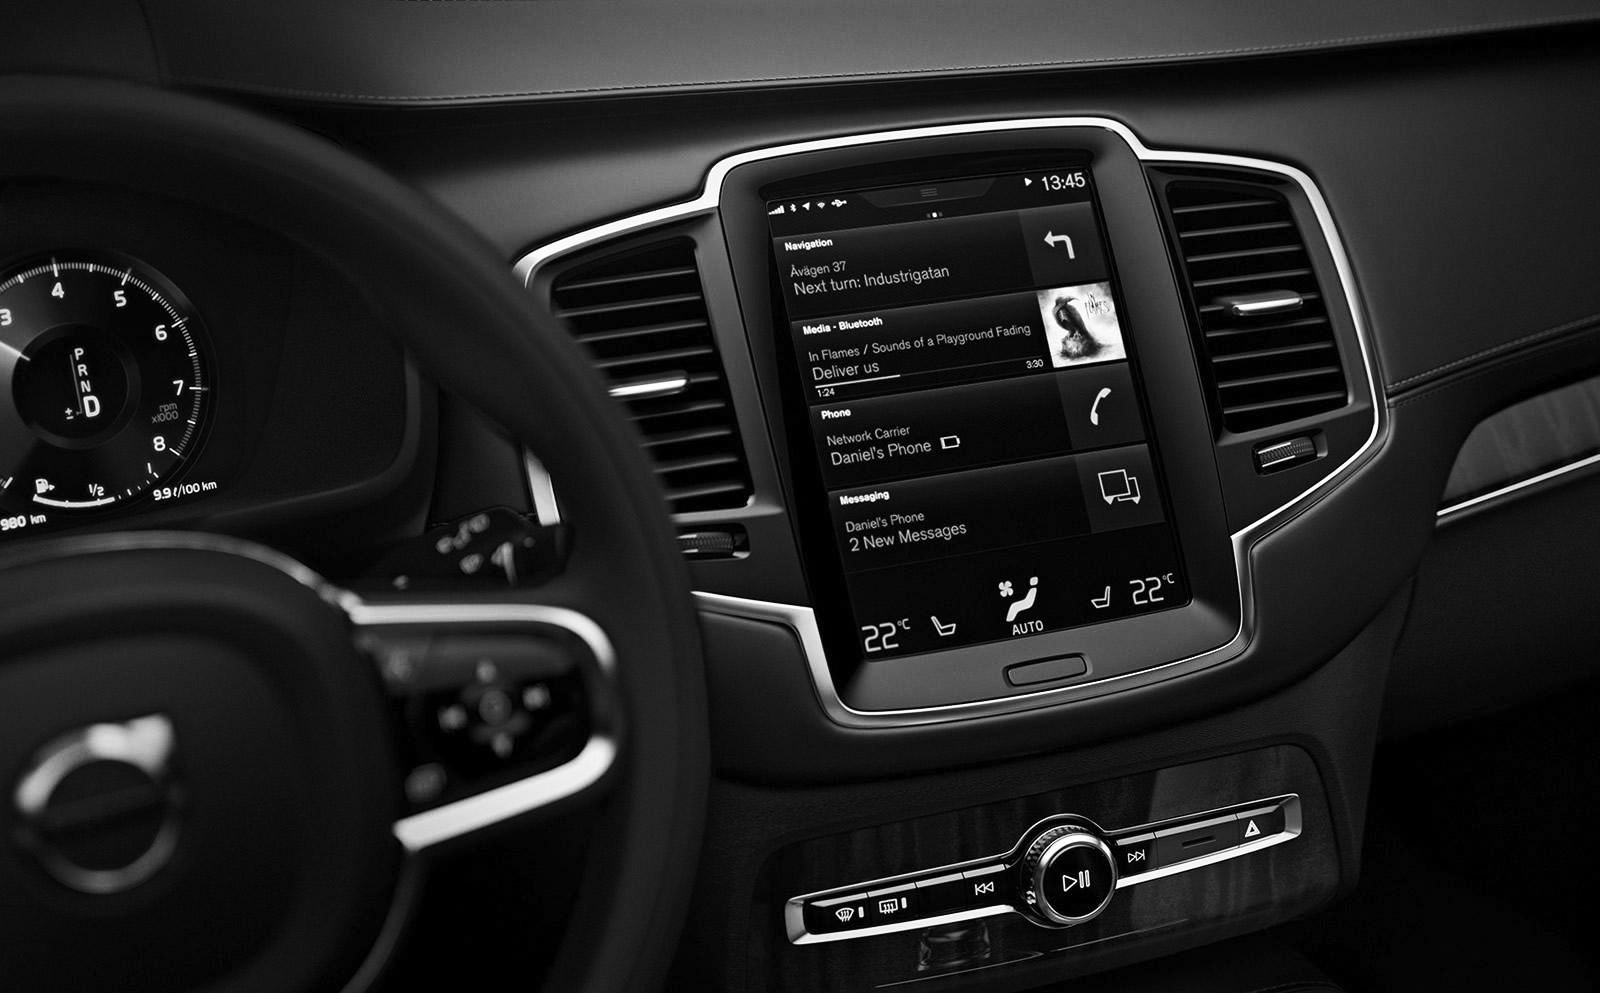 13:45
Navigation
Åvägen 37
Next turn: Industrigatan
Media - Bluetooth
In Flames / Sounds of a Playground Fading
Deliver us
1:24
3:30
Phone
Network Carrier
Daniel's Phone
Messaging
Daniel's Phone
2 New Messages
22°C
AUTO
22°C
3
4
5
6
7
8
rpm
x1000
P
R
N
± D
1/2
9.9 ℓ/100 km
980 km